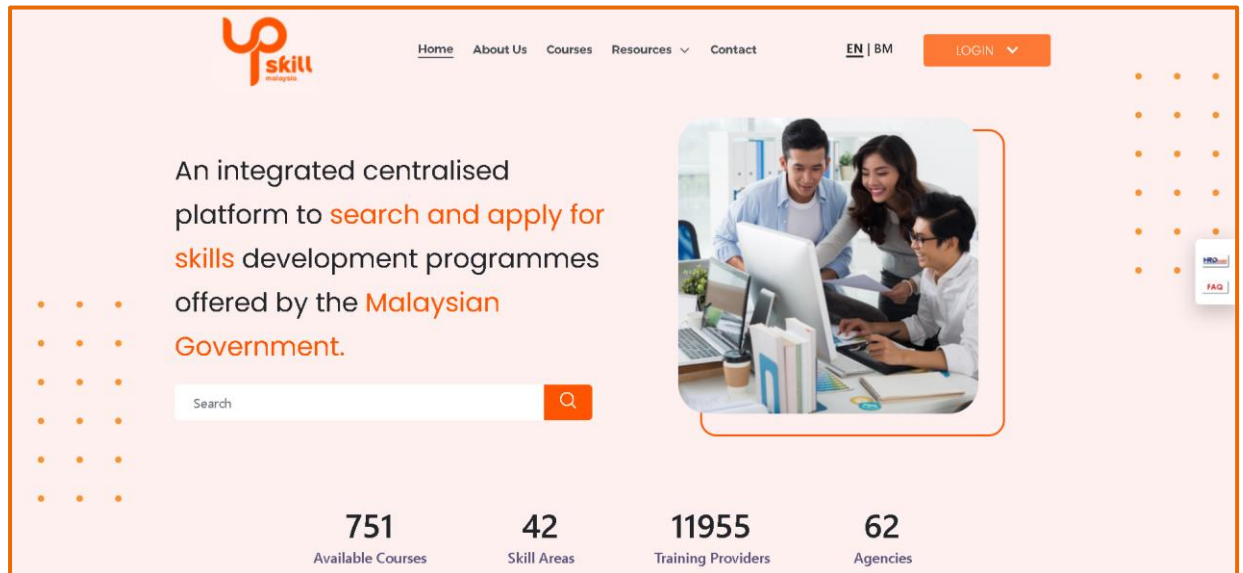 UP
skill
malaysia
Home About Us Courses Resources Contact EN | BM LOGIN
An integrated centralised
platform to search and apply for
skills development programmes
offered by the Malaysian
Government.
HRD
FAQ
Search
751 42 11955 62
Available Courses Skill Areas Training Providers Agencies